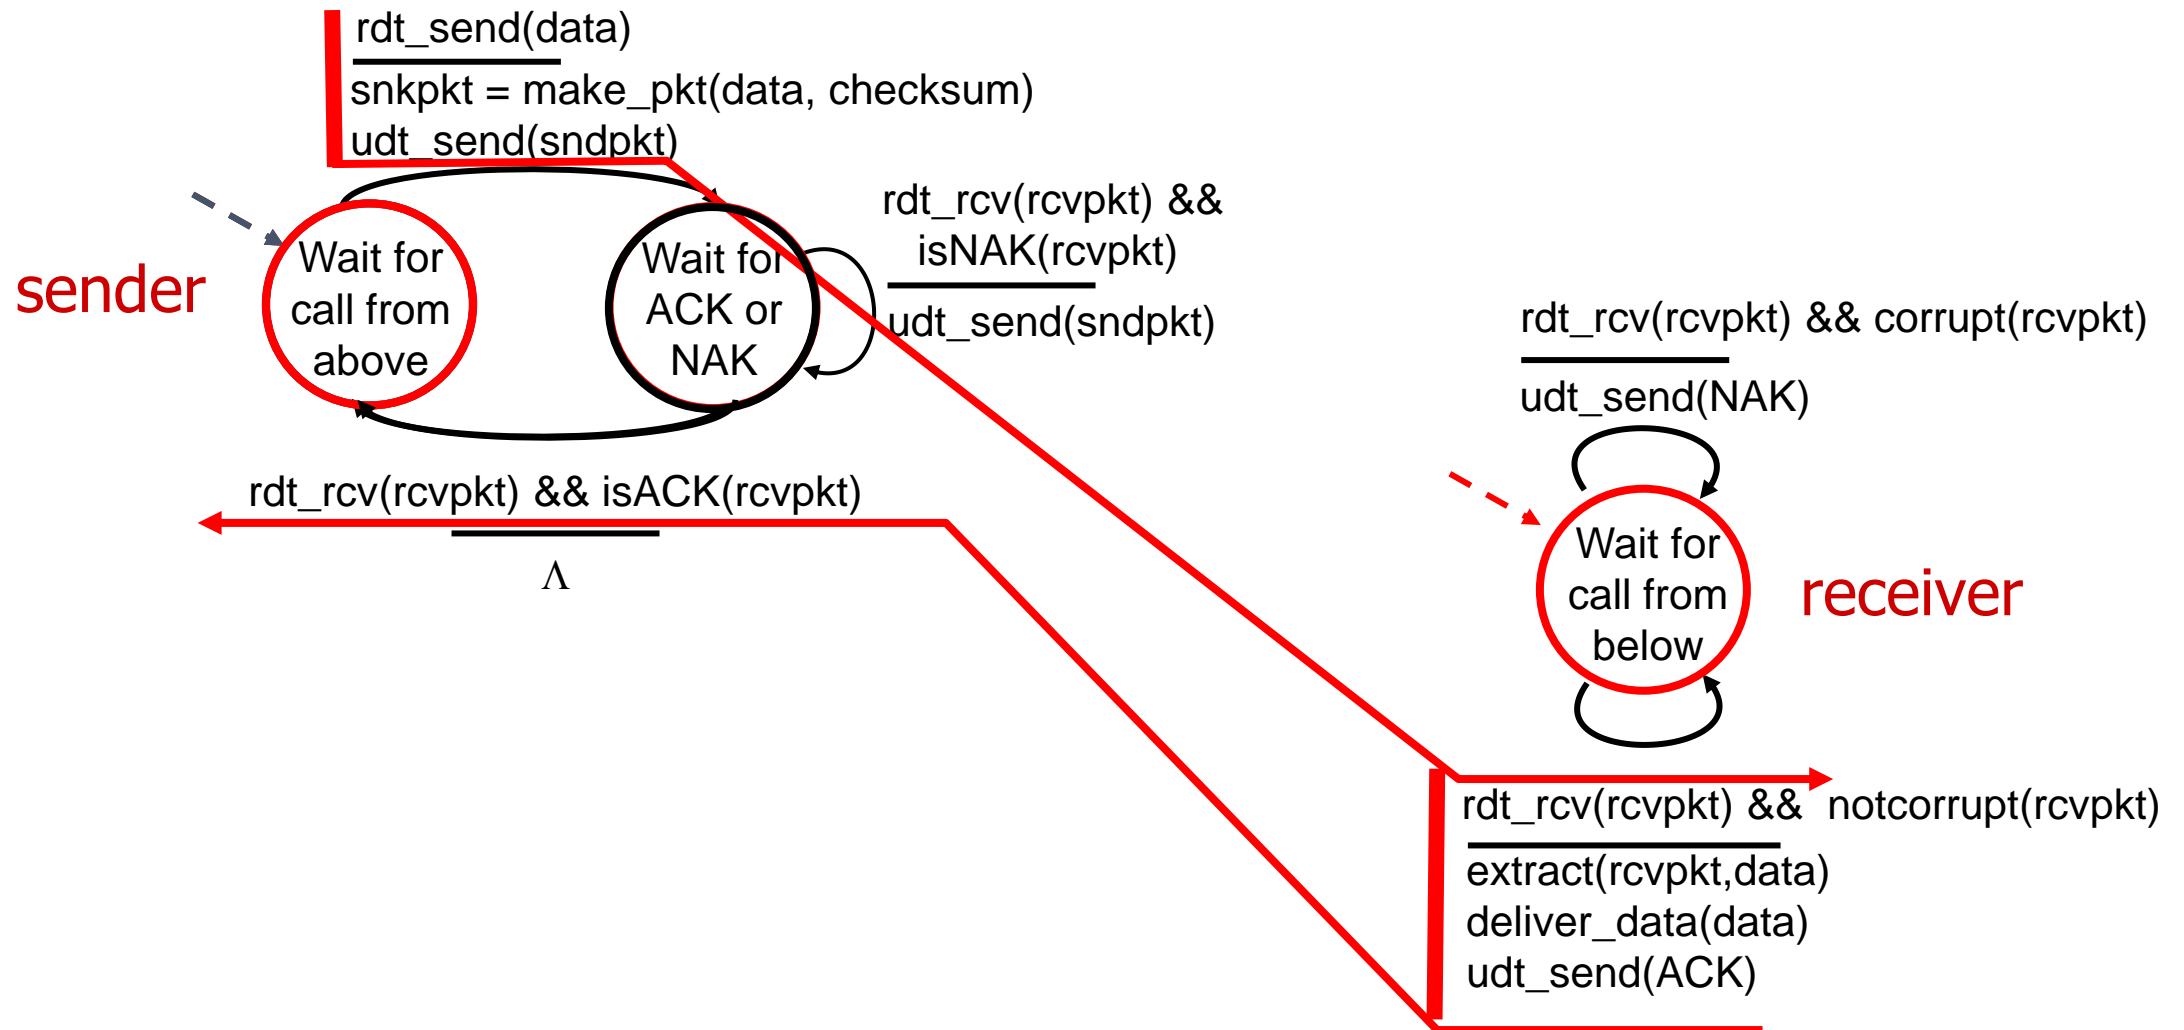 rdt_send(data)
snkpkt = make_pkt(data, checksum)
udt_send(sndpkt)
sender
Wait for
call from
above
Wait for
ACK or
NAK
rdt_rcv(rcvpkt) &&
isNAK(rcvpkt)
udt_send(sndpkt)
rdt_rcv(rcvpkt) && isACK(rcvpkt)
Λ
rdt_rcv(rcvpkt) && corrupt(rcvpkt)
udt_send(NAK)
Wait for
call from
below
receiver
rdt_rcv(rcvpkt) && notcorrupt(rcvpkt)
extract(rcvpkt,data)
deliver_data(data)
udt_send(ACK)